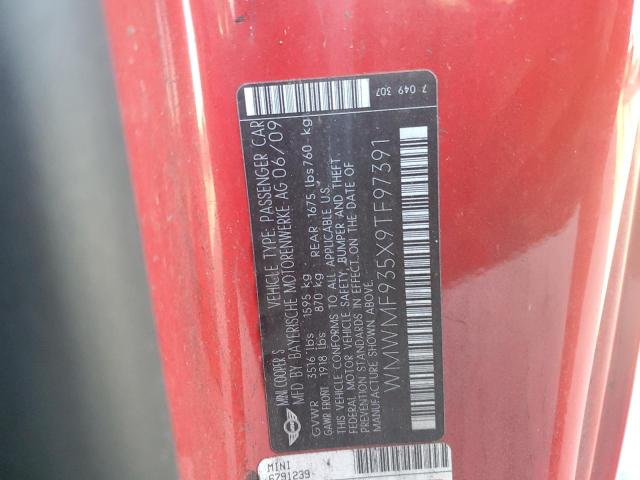 MINI COOPER S VEHICLE TYPE: PASSENGER CAR
MFD BY BAYERISCHE MOTORENWERKE AG 06/09
GVWR 3516 lbs 1595 kg
GAWR FRONT 1918 lbs 870 kg REAR 1675 lbs 760 kg
THIS VEHICLE CONFORMS TO ALL APPLICABLE U.S.
FEDERAL MOTOR VEHICLE SAFETY, BUMPER AND THEFT
PREVENTION STANDARDS IN EFFECT ON THE DATE OF
MANUFACTURE SHOWN ABOVE.
WMWMF935X9TF97391
7 049 307
MINI
6791239